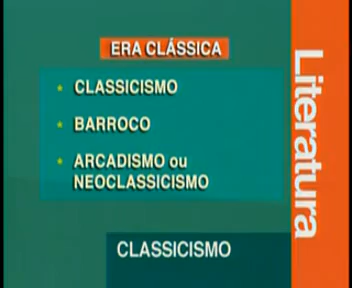 ERA CLÁSSICA
* CLASSICISMO
* BARROCO
* ARCADISMO ou
NEOCLASSICISMO
CLASSICISMO
Literatura